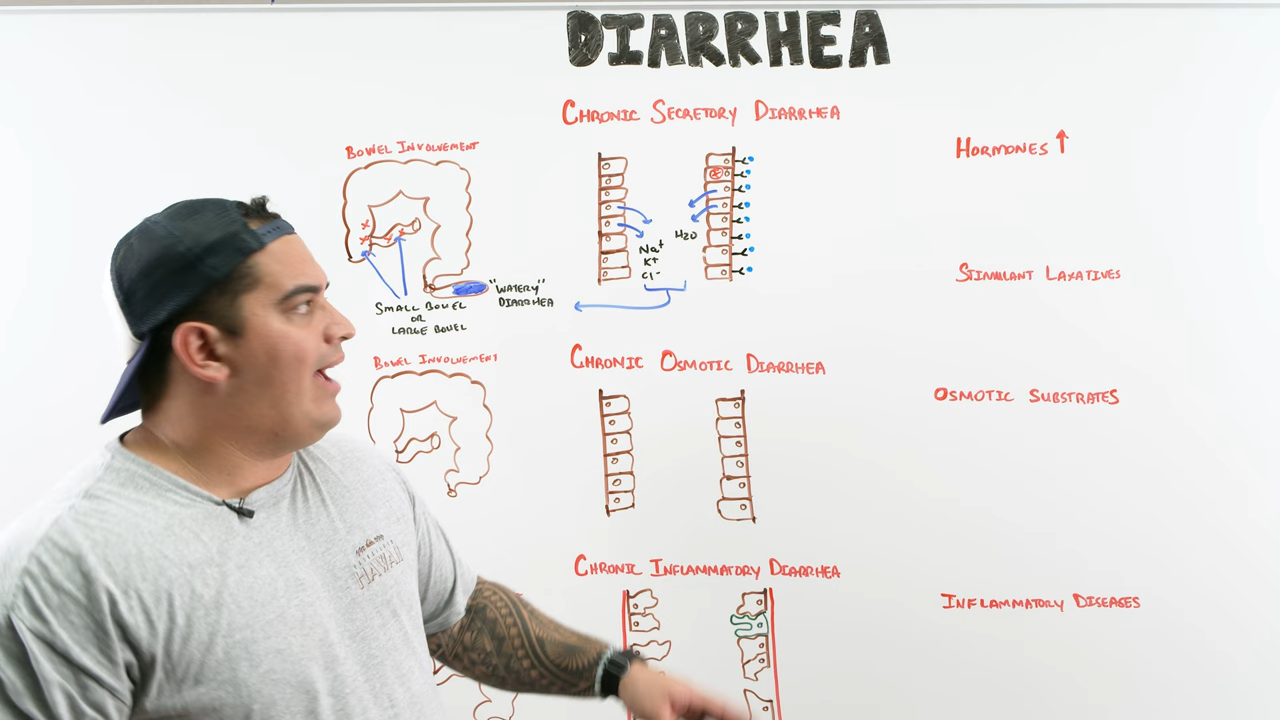 DIARRHEA
CHRONIC SECRETORY DIARRHEA
BOWEL INVOLVEMENT
HORMONES ↑
H2O
Na+
K+
Cl-
STIMULANT LAXATIVES
"WATERY"
DIARRHEA
SMALL BOWEL
OR
LARGE BOWEL
BOWEL INVOLVEMENT
CHRONIC OSMOTIC DIARRHEA
OSMOTIC SUBSTRATES
HAWAII
CHRONIC INFLAMMATORY DIARRHEA
INFLAMMATORY DISEASES